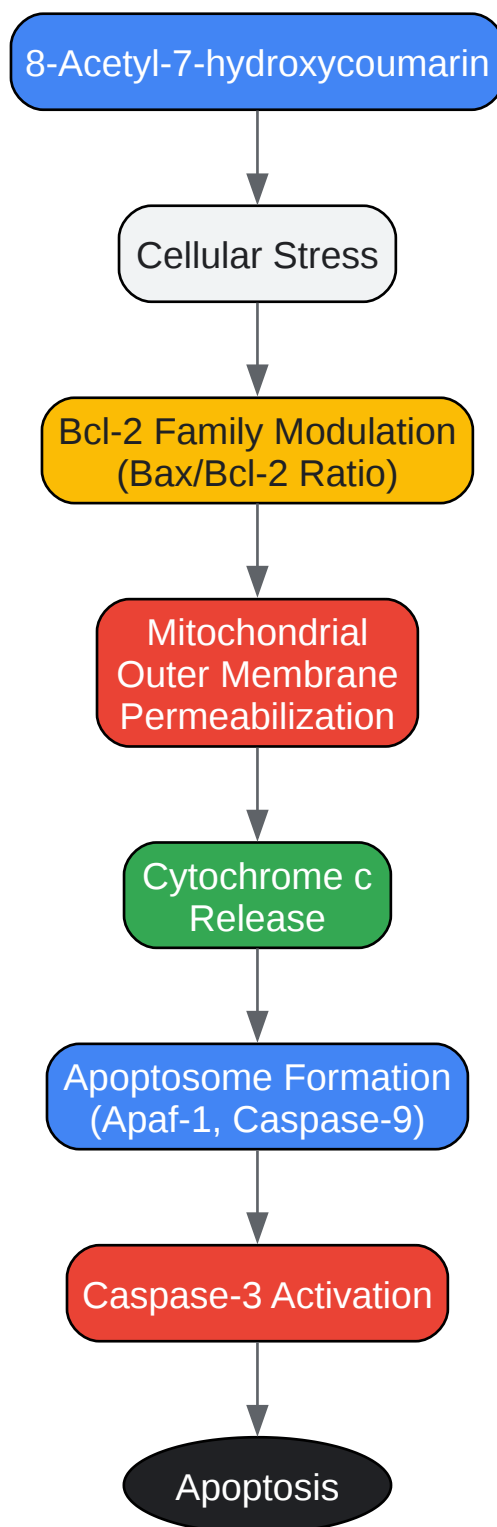 8-Acetyl-7-hydroxycoumarin
Cellular Stress
Bcl-2 Family Modulation
(Bax/Bcl-2 Ratio)
Mitochondrial
Outer Membrane
Permeabilization
Cytochrome c
Release
Apoptosome Formation
(Apaf-1, Caspase-9)
Caspase-3 Activation
Apoptosis